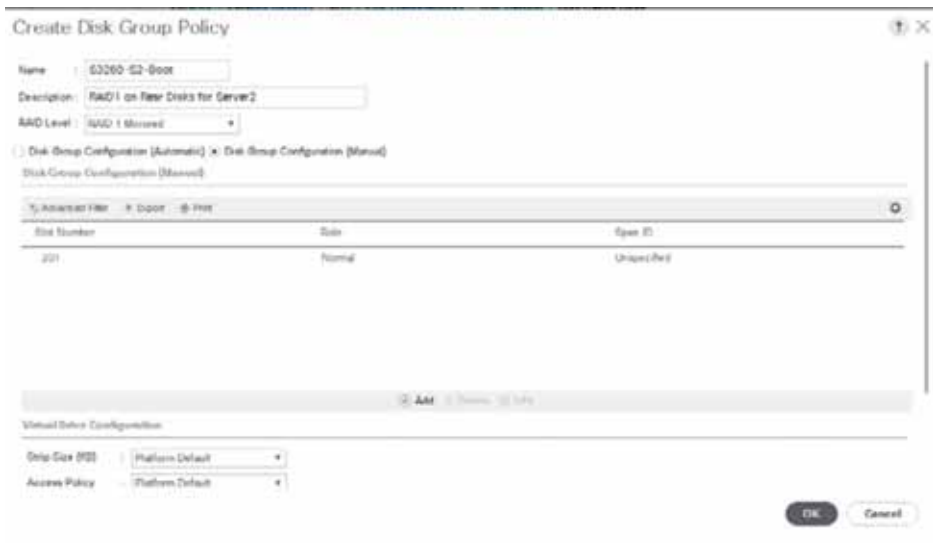 Create Disk Group Policy
Name : S3260-S2-Boot
Description : RAID1 on Rear Disks for Server2
RAID Level : RAID 1 Mirrored
Disk Group Configuration (Automatic) Disk Group Configuration (Manual)
Disk Group Configuration (Manual)
Advanced Filter Export Print
Slot Number Role Span ID
201 Normal Unspecified
Add Delete Info
Virtual Drive Configuration
Strip Size (KB) : Platform Default
Access Policy : Platform Default
OK Cancel